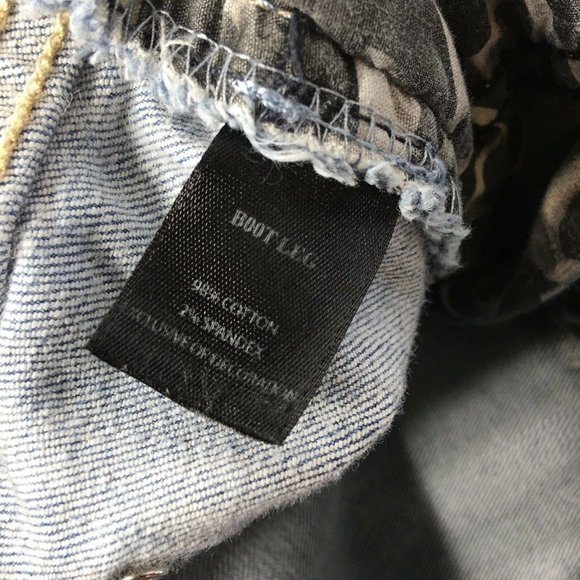 BOOT LEG
98% COTTON
2% SPANDEX
EXCLUSIVE OF DECORATION